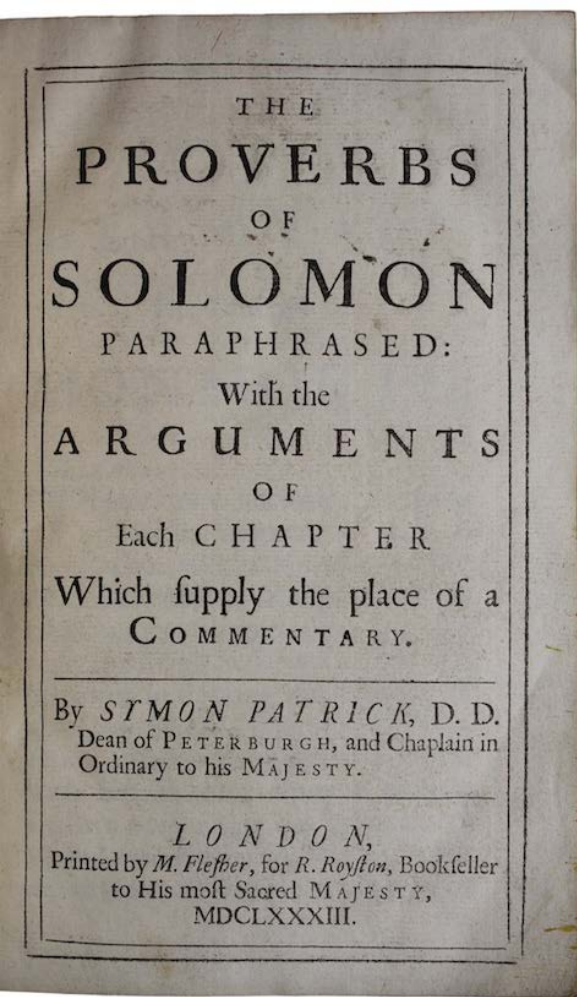 THE
PROVERBS
OF
SOLOMON
PARAPHRASED:
With the
ARGUMENTS
OF
Each CHAPTER
Which ſupply the place of a
COMMENTARY.
By SYMON PATRICK, D. D.
Dean of PETERBURGH, and Chaplain in
Ordinary to his MAJESTY.
LONDON,
Printed by M. Fleſher, for R. Royſton, Bookſeller
to His moſt Sacred MAJESTY,
MDCLXXXIII.